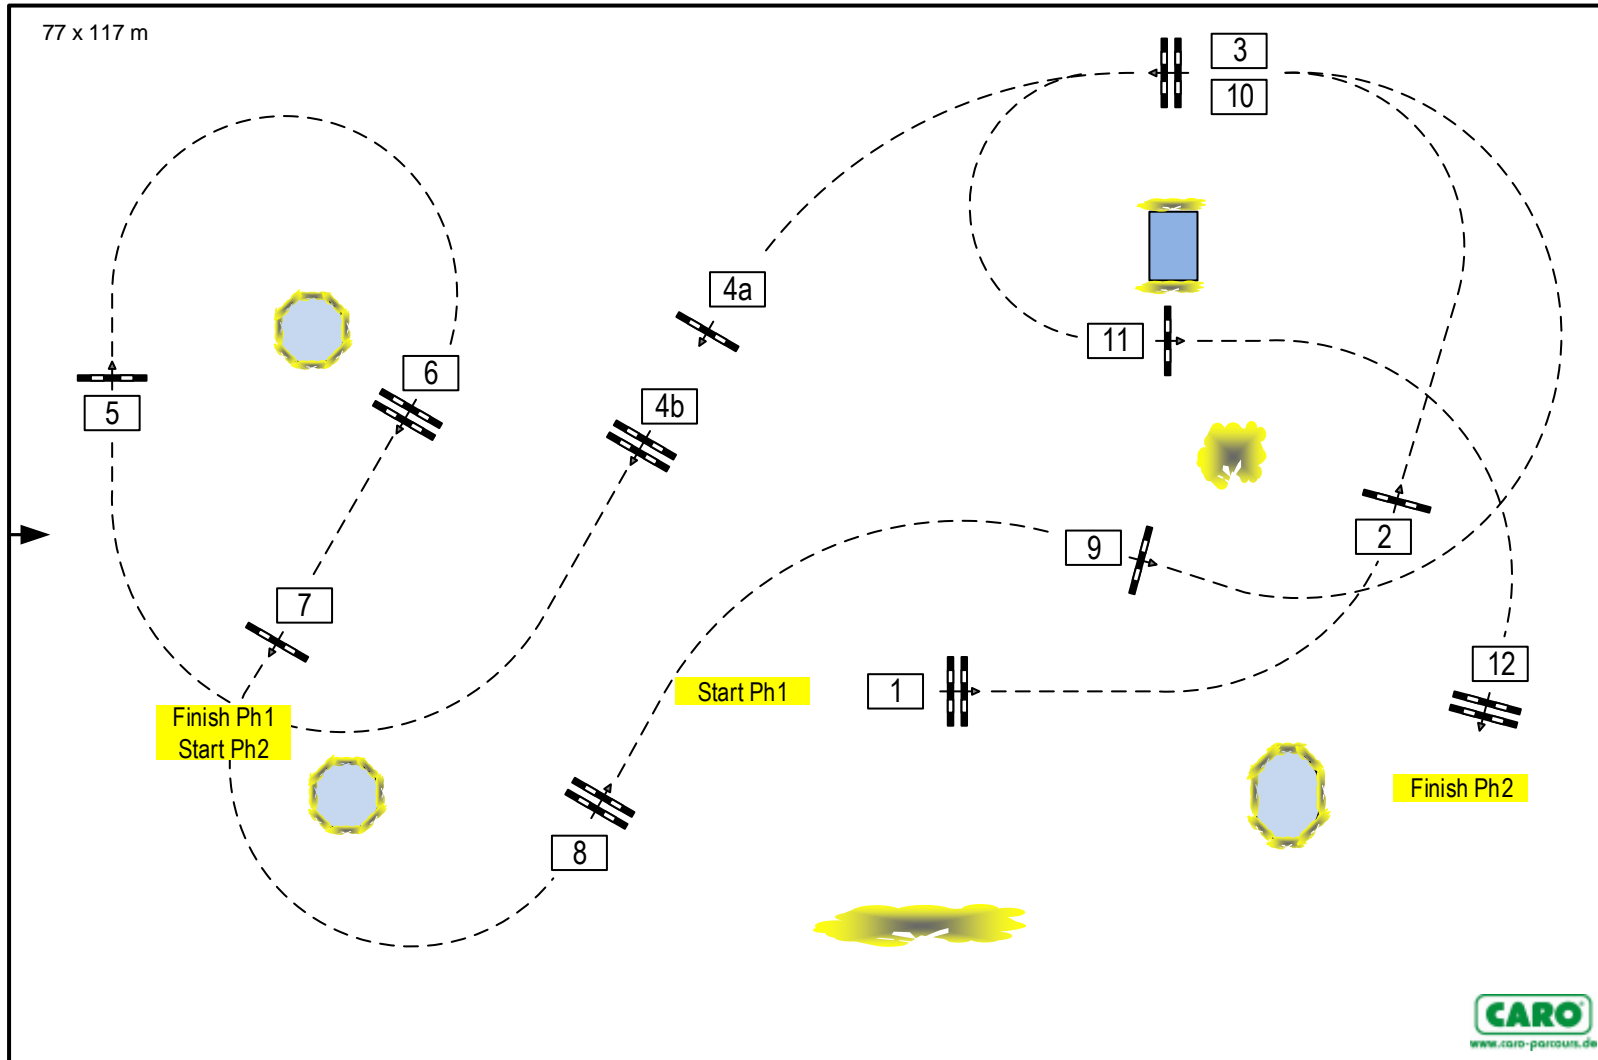 77 x 117 m
3
10
4a
11
6
4b
5
2
9
7
12
1
Start Ph1
Finish Ph1
Start Ph2
Finish Ph2
8
CARO
www.caro-parcours.de